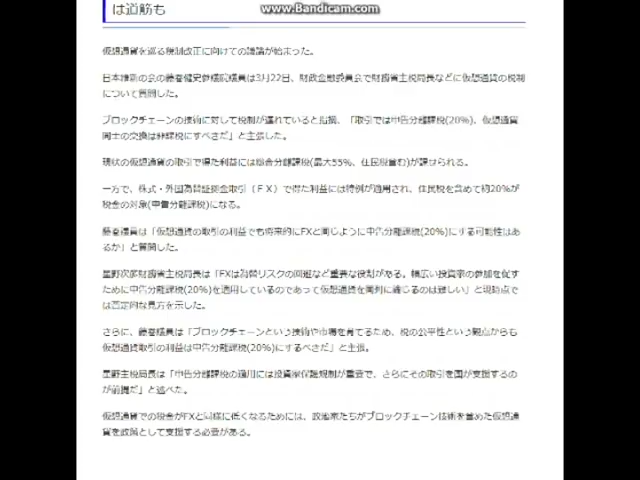 は道筋も
www.Bandicam.com
仮想通貨を巡る税制改正に向けての議論が始まった。
日本維新の会の藤巻健史参議院議員は3月22日、財政金融委員会で財務省主税局長などに仮想通貨の税制
について質問した。
ブロックチェーンの技術に対して税制が遅れていると指摘、「取引では申告分離課税(20%)、仮想通貨
同士の交換は非課税にすべきだ」と主張した。
現状の仮想通貨の取引で得た利益には総合分離課税(最大55%、住民税含む)が課せられる。
一方で、株式・外国為替証拠金取引（ＦＸ）で得た利益には特例が適用され、住民税を含めて約20%が
税金の対象(申告分離課税)になる。
藤巻議員は「仮想通貨の取引の利益でも将来的にFXと同じように申告分離課税(20%)にする可能性はあ
るか」と質問した。
星野次彦財務省主税局長は「FXは為替リスクの回避など重要な役割がある。幅広い投資家の参加を促す
ために申告分離課税(20%)を適用しているのであって仮想通貨を同列に論じるのは難しい」と現時点で
は否定的な見方を示した。
さらに、藤巻議員は「ブロックチェーンという技術や市場を育てるため、税の公平性という観点からも
仮想通貨取引の利益は申告分離課税(20%)にするべきだ」と主張。
星野主税局長は「申告分離課税の適用には投資家保護規制が重要で、さらにその取引を国が支援するの
が前提だ」と述べた。
仮想通貨での税金がFXと同様に低くなるためには、政治家たちがブロックチェーン技術を含めた仮想通
貨を政策として支援する必要がある。